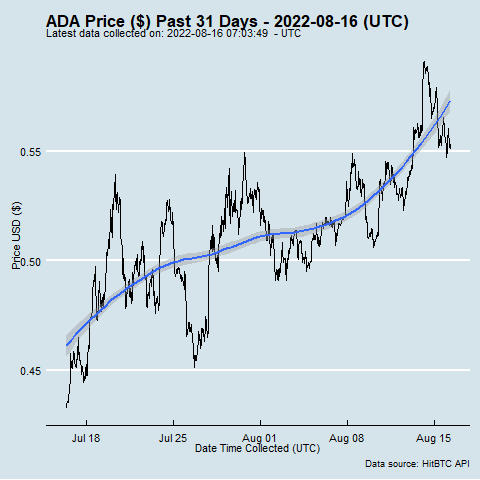 ADA Price ($) Past 31 Days - 2022-08-16 (UTC)
Latest data collected on: 2022-08-16 07:03:49 - UTC
Price USD ($)
0.55
0.50
0.45
Jul 18
Jul 25
Aug 01
Aug 08
Aug 15
Date Time Collected (UTC)
Data source: HitBTC API